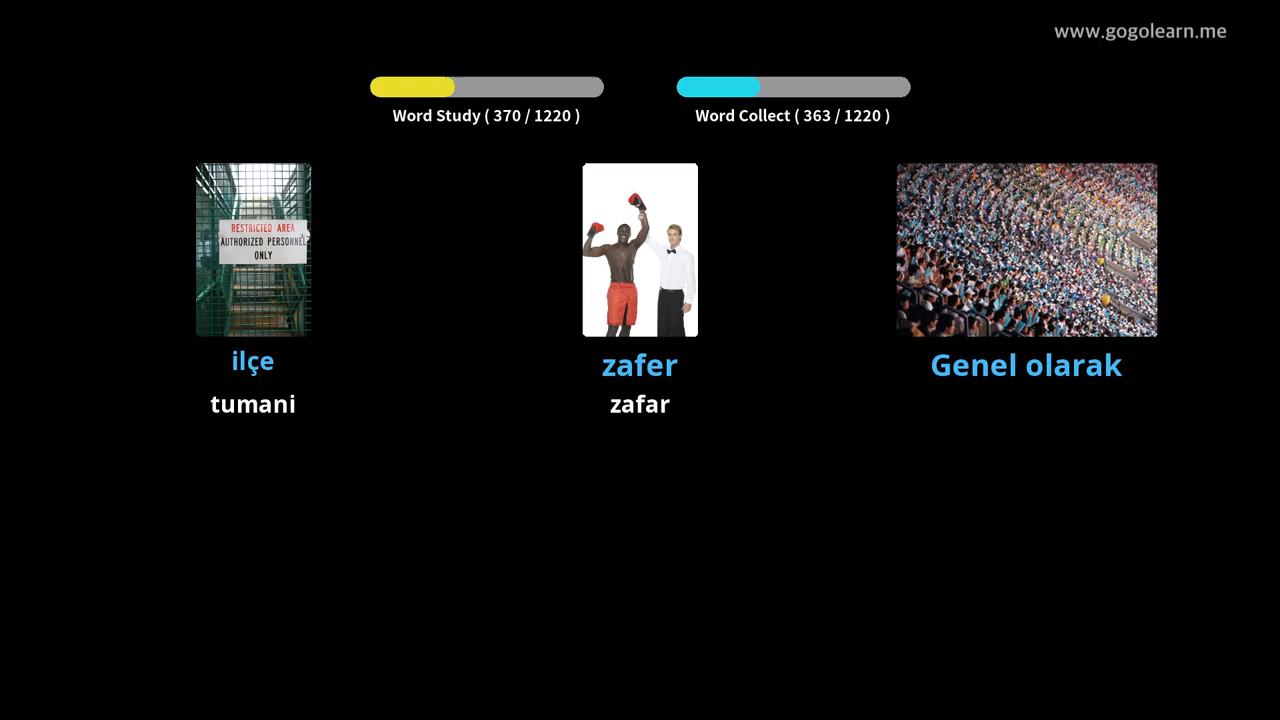 www.gogolearn.me
Word Study ( 370 / 1220 )
Word Collect ( 363 / 1220 )
RESTRICTED AREA
AUTHORIZED PERSONNEL
ONLY
ilçe
zafer
Genel olarak
tumani
zafar